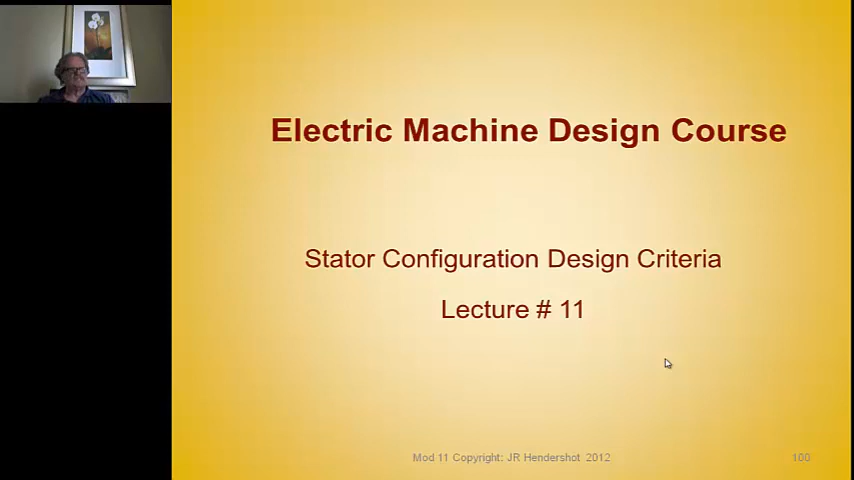 Electric Machine Design Course
Stator Configuration Design Criteria
Lecture # 11
Mod 11 Copyright: JR Hendershot 2012
100